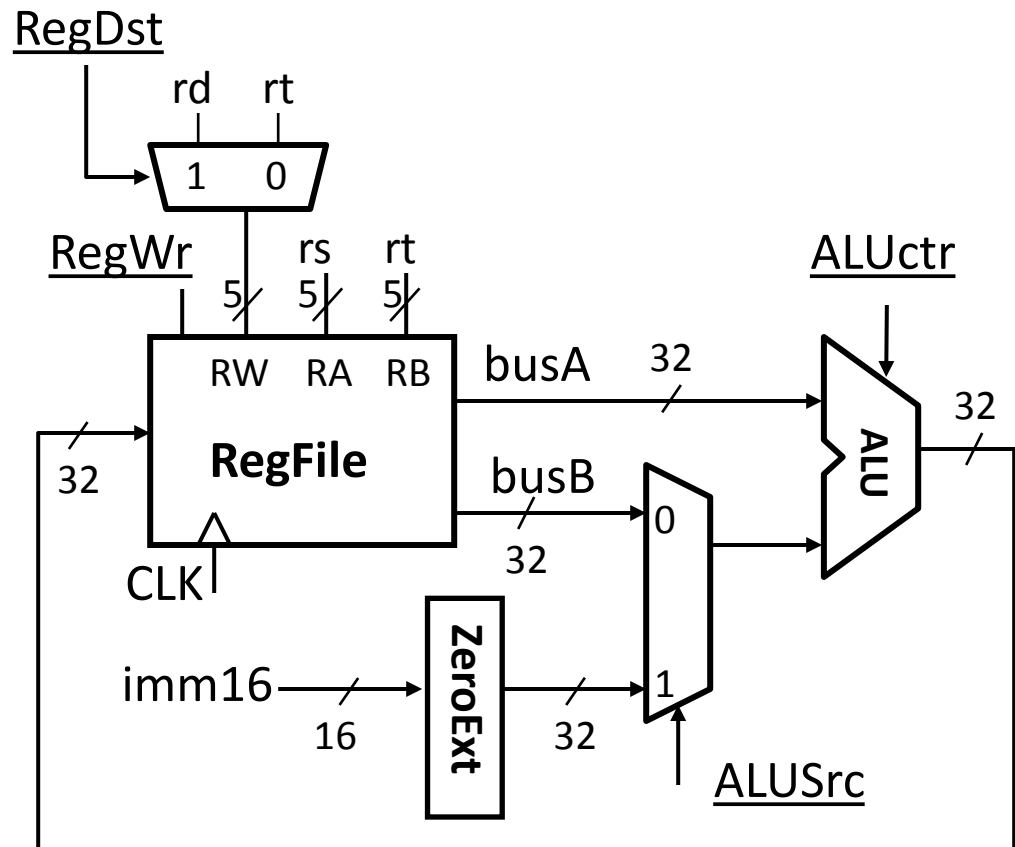 RegDst
rd rt
1 0
RegWr
rs rt
ALUctr
5 5 5
RW RA RB
busA 32
32
32
RegFile
ALU
busB
0
32
CLK
ZeroExt
imm16
1
16
32
ALUSrc